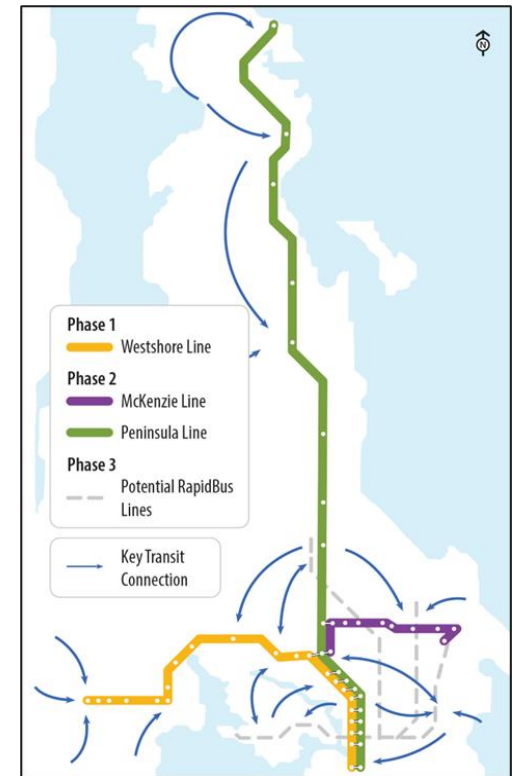 N
Phase 1
Westshore Line
Phase 2
McKenzie Line
Peninsula Line
Phase 3
Potential RapidBus
Lines
Key Transit
Connection